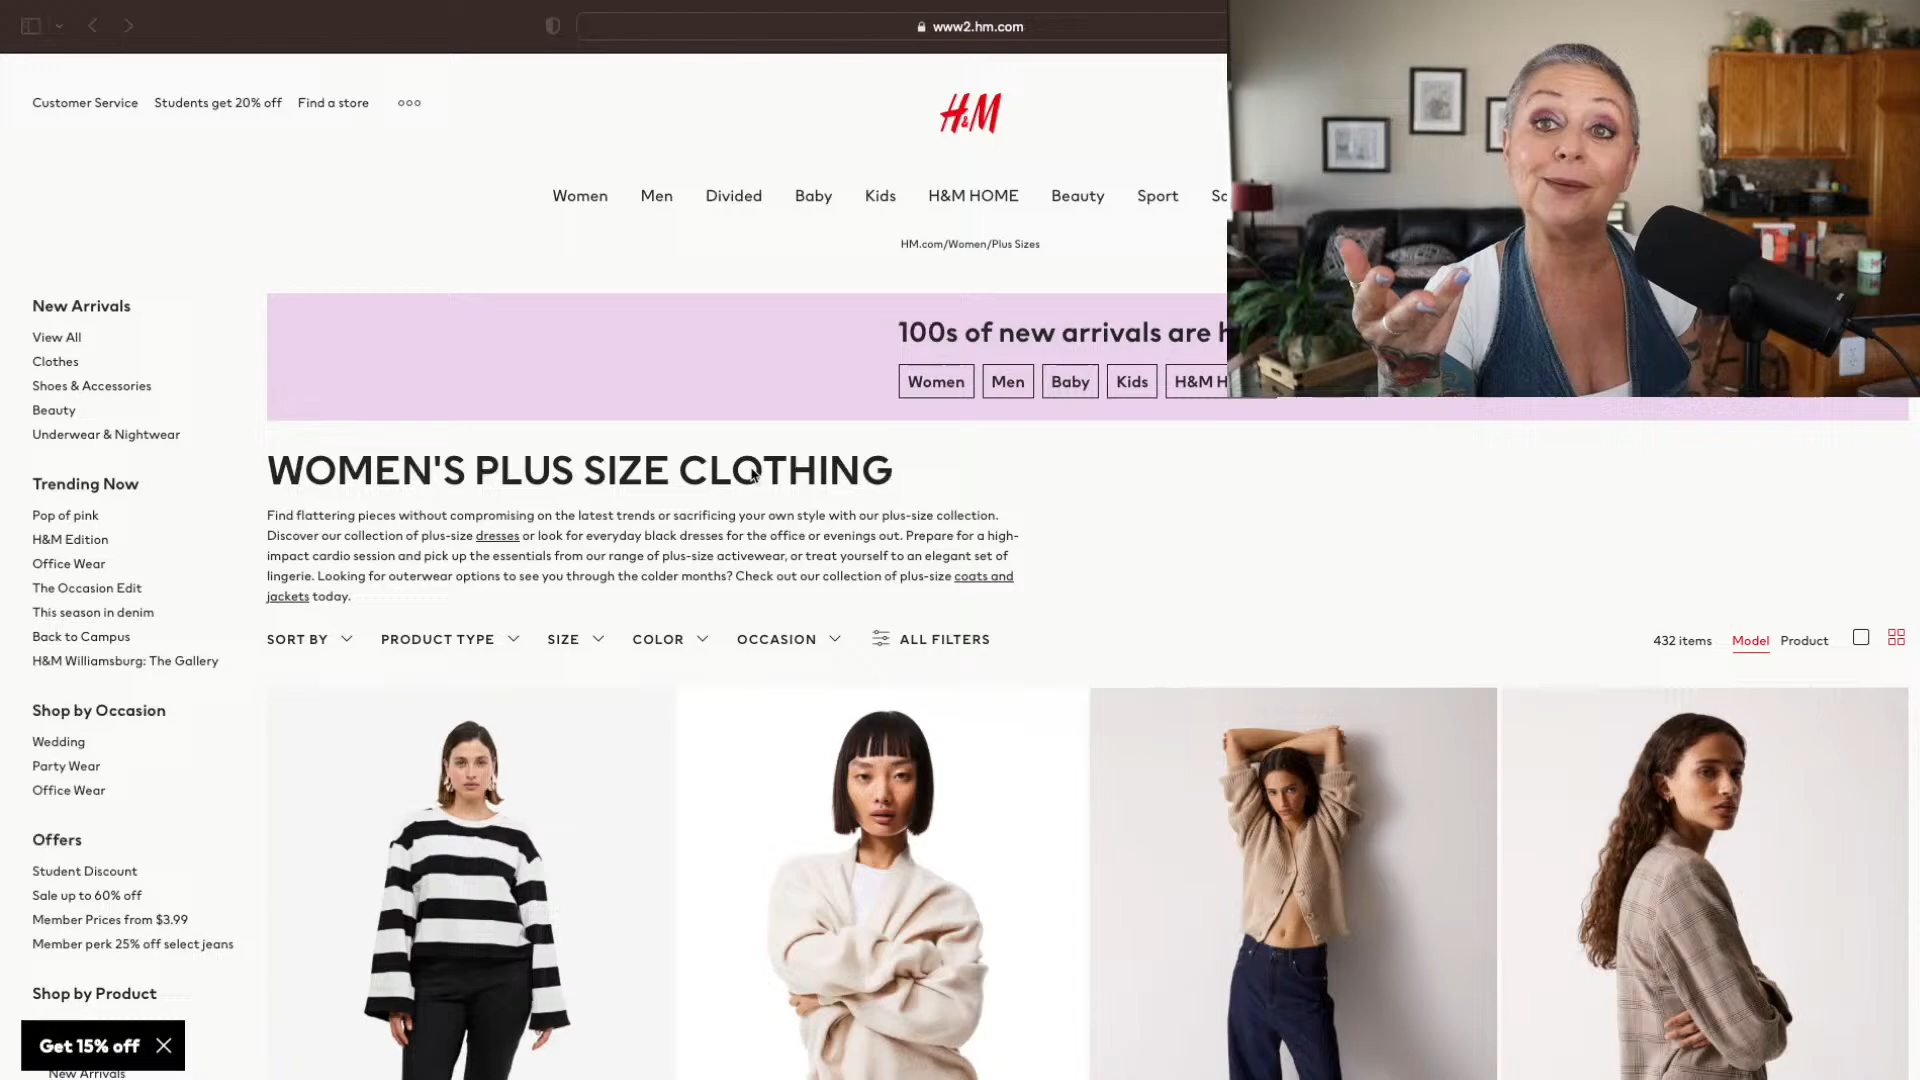 www2.hm.com
Customer Service Students get 20% off Find a store
H&M
Women Men Divided Baby Kids H&M HOME Beauty Sport
HM.com/Women/Plus Sizes
100s of new arrivals are
Women Men Baby Kids H&M H
New Arrivals
View All
Clothes
Shoes & Accessories
Beauty
Underwear & Nightwear
Trending Now
Pop of pink
H&M Edition
Office Wear
The Occasion Edit
This season in denim
Back to Campus
H&M Williamsburg: The Gallery
Shop by Occasion
Wedding
Party Wear
Office Wear
Offers
Student Discount
Sale up to 60% off
Member Prices from $3.99
Member perk 25% off select jeans
Shop by Product
Get 15% off
New Arrivals
WOMEN'S PLUS SIZE CLOTHING
Find flattering pieces without compromising on the latest trends or sacrificing your own style with our plus-size collection.
Discover our collection of plus-size dresses or look for everyday black dresses for the office or evenings out. Prepare for a high-
impact cardio session and pick up the essentials from our range of plus-size activewear, or treat yourself to an elegant set of
lingerie. Looking for outerwear options to see you through the colder months? Check out our collection of plus-size coats and
jackets today.
SORT BY PRODUCT TYPE SIZE COLOR OCCASION ALL FILTERS
432 items Model Product